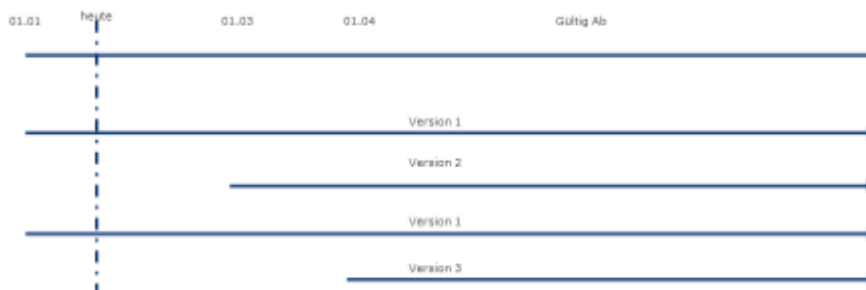 01.01 heute 01.03 01.04 Gültig Ab
Version 1
Version 2
Version 1
Version 3